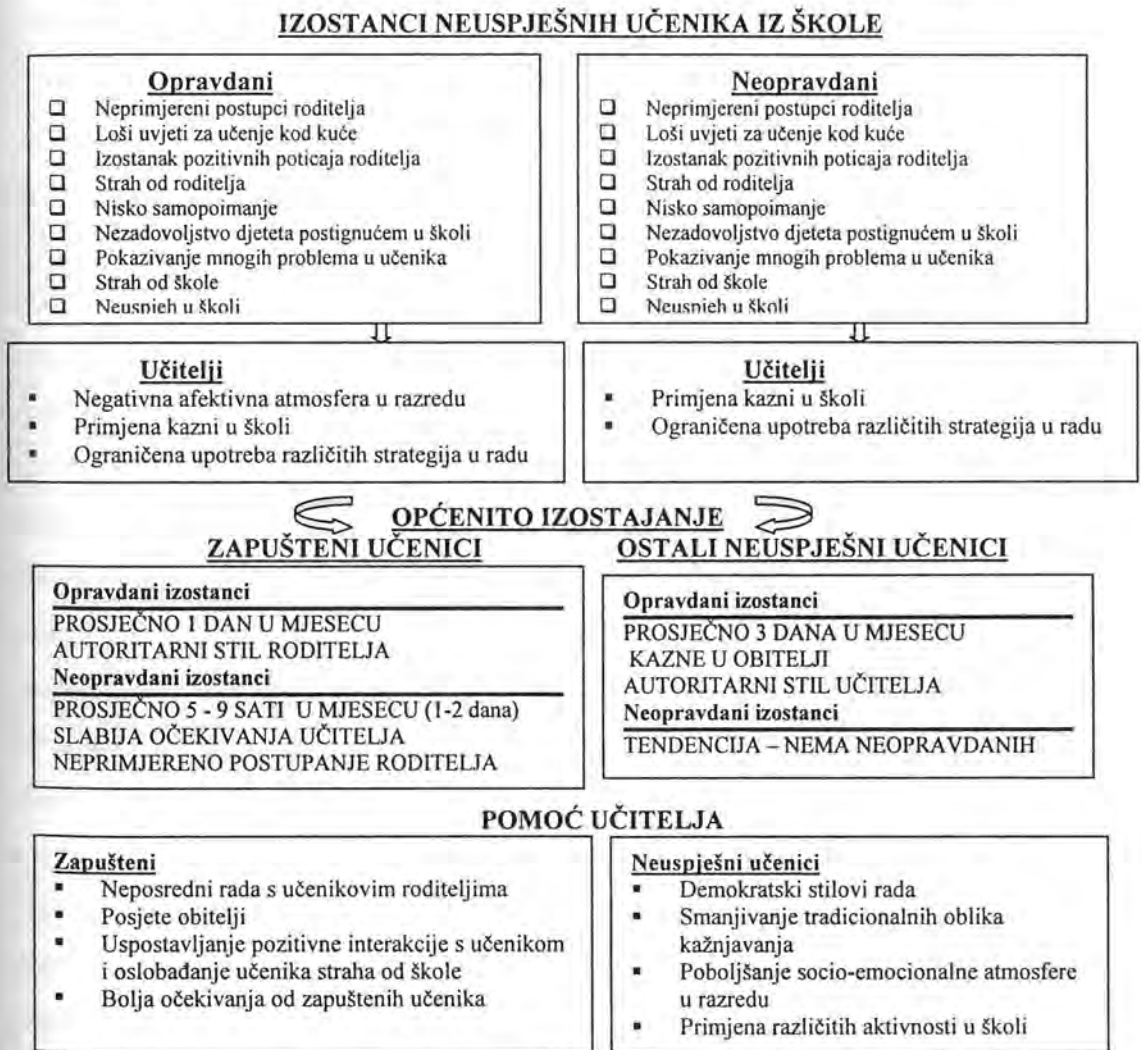 IZOSTANCI NEUSPJEŠNIH UČENIKA IZ ŠKOLE
Opravdani
Neprimjereni postupci roditelja
Loši uvjeti za učenje kod kuće
Izostanak pozitivnih poticaja roditelja
Strah od roditelja
Nisko samopoimanje
Nezadovoljstvo djeteta postignućem u školi
Pokazivanje mnogih problema u učenika
Strah od škole
Neuspjeh u školi
Neopravdani
Neprimjereni postupci roditelja
Loši uvjeti za učenje kod kuće
Izostanak pozitivnih poticaja roditelja
Strah od roditelja
Nisko samopoimanje
Nezadovoljstvo djeteta postignućem u školi
Pokazivanje mnogih problema u učenika
Strah od škole
Neuspjeh u školi
Učitelji
Negativna afektivna atmosfera u razredu
Primjena kazni u školi
Ograničena upotreba različitih strategija u radu
Učitelji
Primjena kazni u školi
Ograničena upotreba različitih strategija u radu
OPĆENITO IZOSTAJANJE
ZAPUŠTENI UČENICI
Opravdani izostanci
PROSJEČNO 1 DAN U MJESECU
AUTORITARNI STIL RODITELJA
Neopravdani izostanci
PROSJEČNO 5 - 9 SATI U MJESECU (1-2 dana)
SLABIJA OČEKIVANJA UČITELJA
NEPRIMJERENO POSTUPANJE RODITELJA
OSTALI NEUSPJEŠNI UČENICI
Opravdani izostanci
PROSJEČNO 3 DANA U MJESECU
KAZNE U OBITELJI
AUTORITARNI STIL UČITELJA
Neopravdani izostanci
TENDENCIJA – NEMA NEOPRAVDANIH
POMOĆ UČITELJA
Zapušteni
Neposredni rada s učenikovim roditeljima
Posjete obitelji
Uspostavljanje pozitivne interakcije s učenikom
i oslobađanje učenika straha od škole
Bolja očekivanja od zapuštenih učenika
Neuspješni učenici
Demokratski stilovi rada
Smanjivanje tradicionalnih oblika
kažnjavanja
Poboljšanje socio-emocionalne atmosfere
u razredu
Primjena različitih aktivnosti u školi